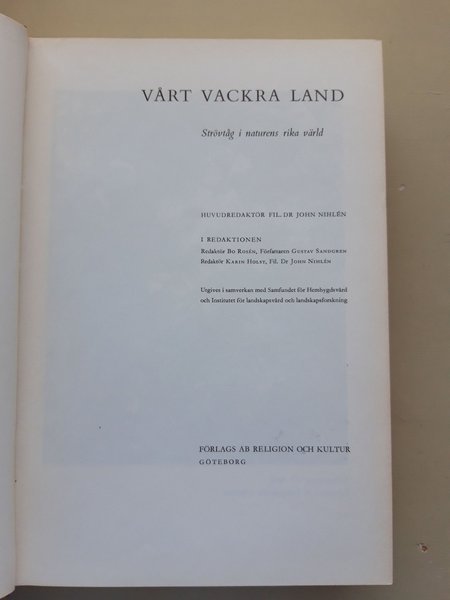 VÅRT VACKRA LAND
Strövtåg i naturens rika värld
HUVUDREDAKTÖR FIL. DR JOHN NIHLÉN
I REDAKTIONEN
Redaktör Bo Rosén, Författaren Gustav Sandgren
Redaktör Karin Holst, Fil. Dr John Nihlén
Utgives i samverkan med Samfundet för Hembygdsvård
och Institutet för landskapsvård och landskapsforskning
FÖRLAGS AB RELIGION OCH KULTUR
GÖTEBORG